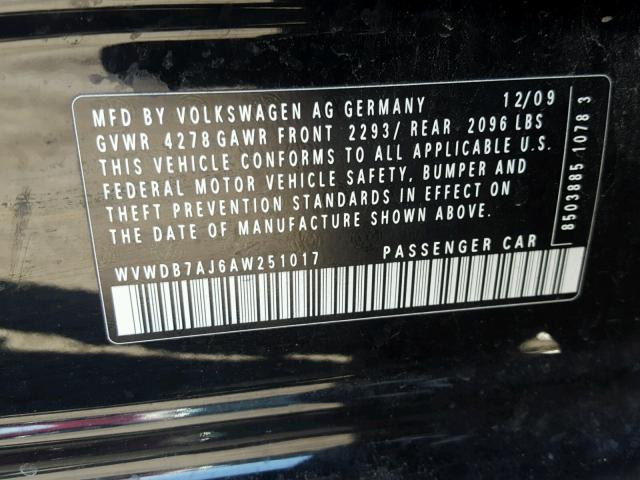 MFD BY VOLKSWAGEN AG GERMANY 12/09
GVWR 4278 GAWR FRONT 2293/ REAR 2096 LBS
THIS VEHICLE CONFORMS TO ALL APPLICABLE U.S.
FEDERAL MOTOR VEHICLE SAFETY, BUMPER AND
THEFT PREVENTION STANDARDS IN EFFECT ON
THE DATE OF MANUFACTURE SHOWN ABOVE.
WVWDB7AJ6AW251017 PASSENGER CAR
8503885 1078 3